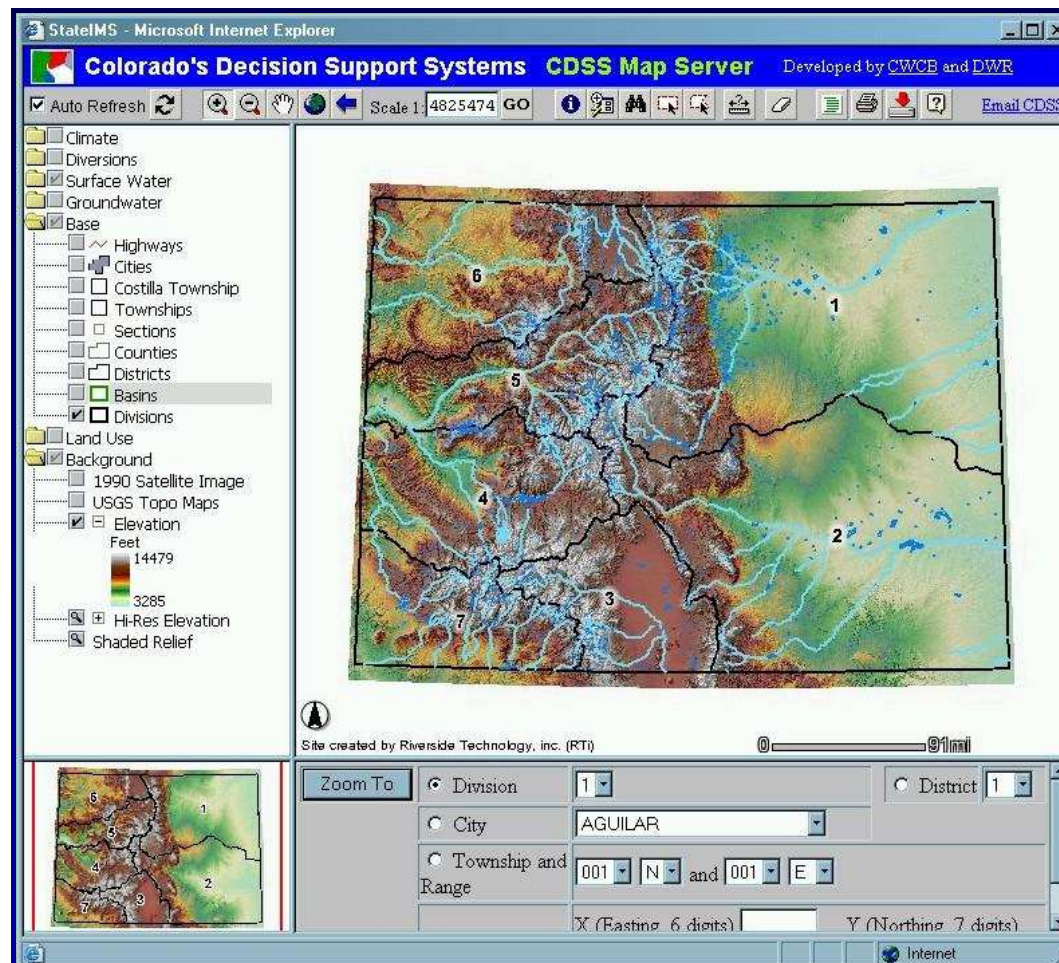 StateIMS - Microsoft Internet Explorer
Colorado's Decision Support Systems CDSS Map Server Developed by CWCB and DWR
Auto Refresh Scale 1: 4825474 GO Email CDSS
Climate
Diversions
Surface Water
Groundwater
Base
Highways
Cities
Costilla Township
Townships
Sections
Counties
Districts
Basins
Divisions
Land Use
Background
1990 Satellite Image
USGS Topo Maps
Elevation
Feet
14479
3285
Hi-Res Elevation
Shaded Relief
6
1
5
4
2
3
7
Site created by Riverside Technology, inc. (RTi) 0 91mi
6
1
5
4
2
3
7
Zoom To Division 1 District 1
City AGUILAR
Township and Range 001 N and 001 E
X (Easting 6 digits) Y (Northing 7 digits)
Internet